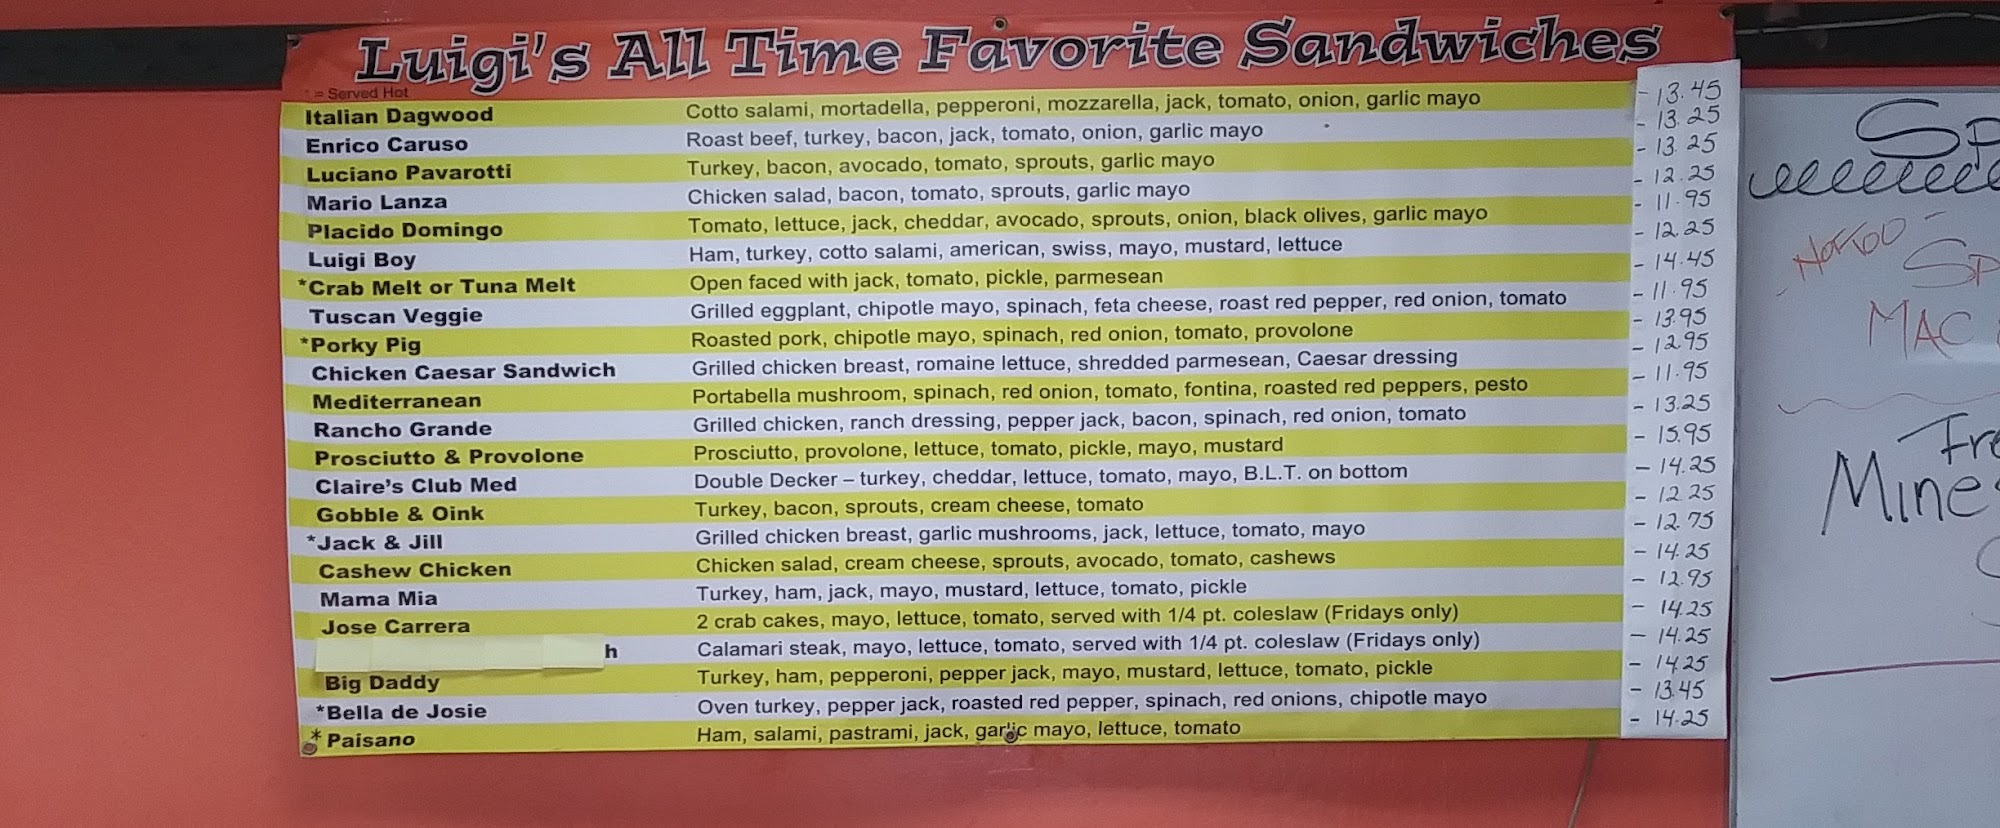 Luigi's All Time Favorite Sandwiches
* = Served Hot
Italian Dagwood Cotto salami, mortadella, pepperoni, mozzarella, jack, tomato, onion, garlic mayo - 13.45
Enrico Caruso Roast beef, turkey, bacon, jack, tomato, onion, garlic mayo - 13.25
Luciano Pavarotti Turkey, bacon, avocado, tomato, sprouts, garlic mayo - 13.25
Mario Lanza Chicken salad, bacon, tomato, sprouts, garlic mayo - 12.25
Placido Domingo Tomato, lettuce, jack, cheddar, avocado, sprouts, onion, black olives, garlic mayo - 11.95
Luigi Boy Ham, turkey, cotto salami, american, swiss, mayo, mustard, lettuce - 12.25
*Crab Melt or Tuna Melt Open faced with jack, tomato, pickle, parmesean - 14.45
Tuscan Veggie Grilled eggplant, chipotle mayo, spinach, feta cheese, roast red pepper, red onion, tomato - 11.95
*Porky Pig Roasted pork, chipotle mayo, spinach, red onion, tomato, provolone - 13.95
Chicken Caesar Sandwich Grilled chicken breast, romaine lettuce, shredded parmesean, Caesar dressing - 12.95
Mediterranean Portabella mushroom, spinach, red onion, tomato, fontina, roasted red peppers, pesto - 11.95
Rancho Grande Grilled chicken, ranch dressing, pepper jack, bacon, spinach, red onion, tomato - 13.25
Prosciutto & Provolone Prosciutto, provolone, lettuce, tomato, pickle, mayo, mustard - 15.95
Claire's Club Med Double Decker – turkey, cheddar, lettuce, tomato, mayo, B.L.T. on bottom - 14.25
Gobble & Oink Turkey, bacon, sprouts, cream cheese, tomato - 12.25
*Jack & Jill Grilled chicken breast, garlic mushrooms, jack, lettuce, tomato, mayo - 12.75
Cashew Chicken Chicken salad, cream cheese, sprouts, avocado, tomato, cashews - 14.25
Mama Mia Turkey, ham, jack, mayo, mustard, lettuce, tomato, pickle - 12.95
Jose Carrera 2 crab cakes, mayo, lettuce, tomato, served with 1/4 pt. coleslaw (Fridays only) - 14.25
h Calamari steak, mayo, lettuce, tomato, served with 1/4 pt. coleslaw (Fridays only) - 14.25
Big Daddy Turkey, ham, pepperoni, pepper jack, mayo, mustard, lettuce, tomato, pickle - 14.25
*Bella de Josie Oven turkey, pepper jack, roasted red pepper, spinach, red onions, chipotle mayo - 13.45
* Paisano Ham, salami, pastrami, jack, garlic mayo, lettuce, tomato - 14.25
Sp
Sp
MAC
Fre
Mine